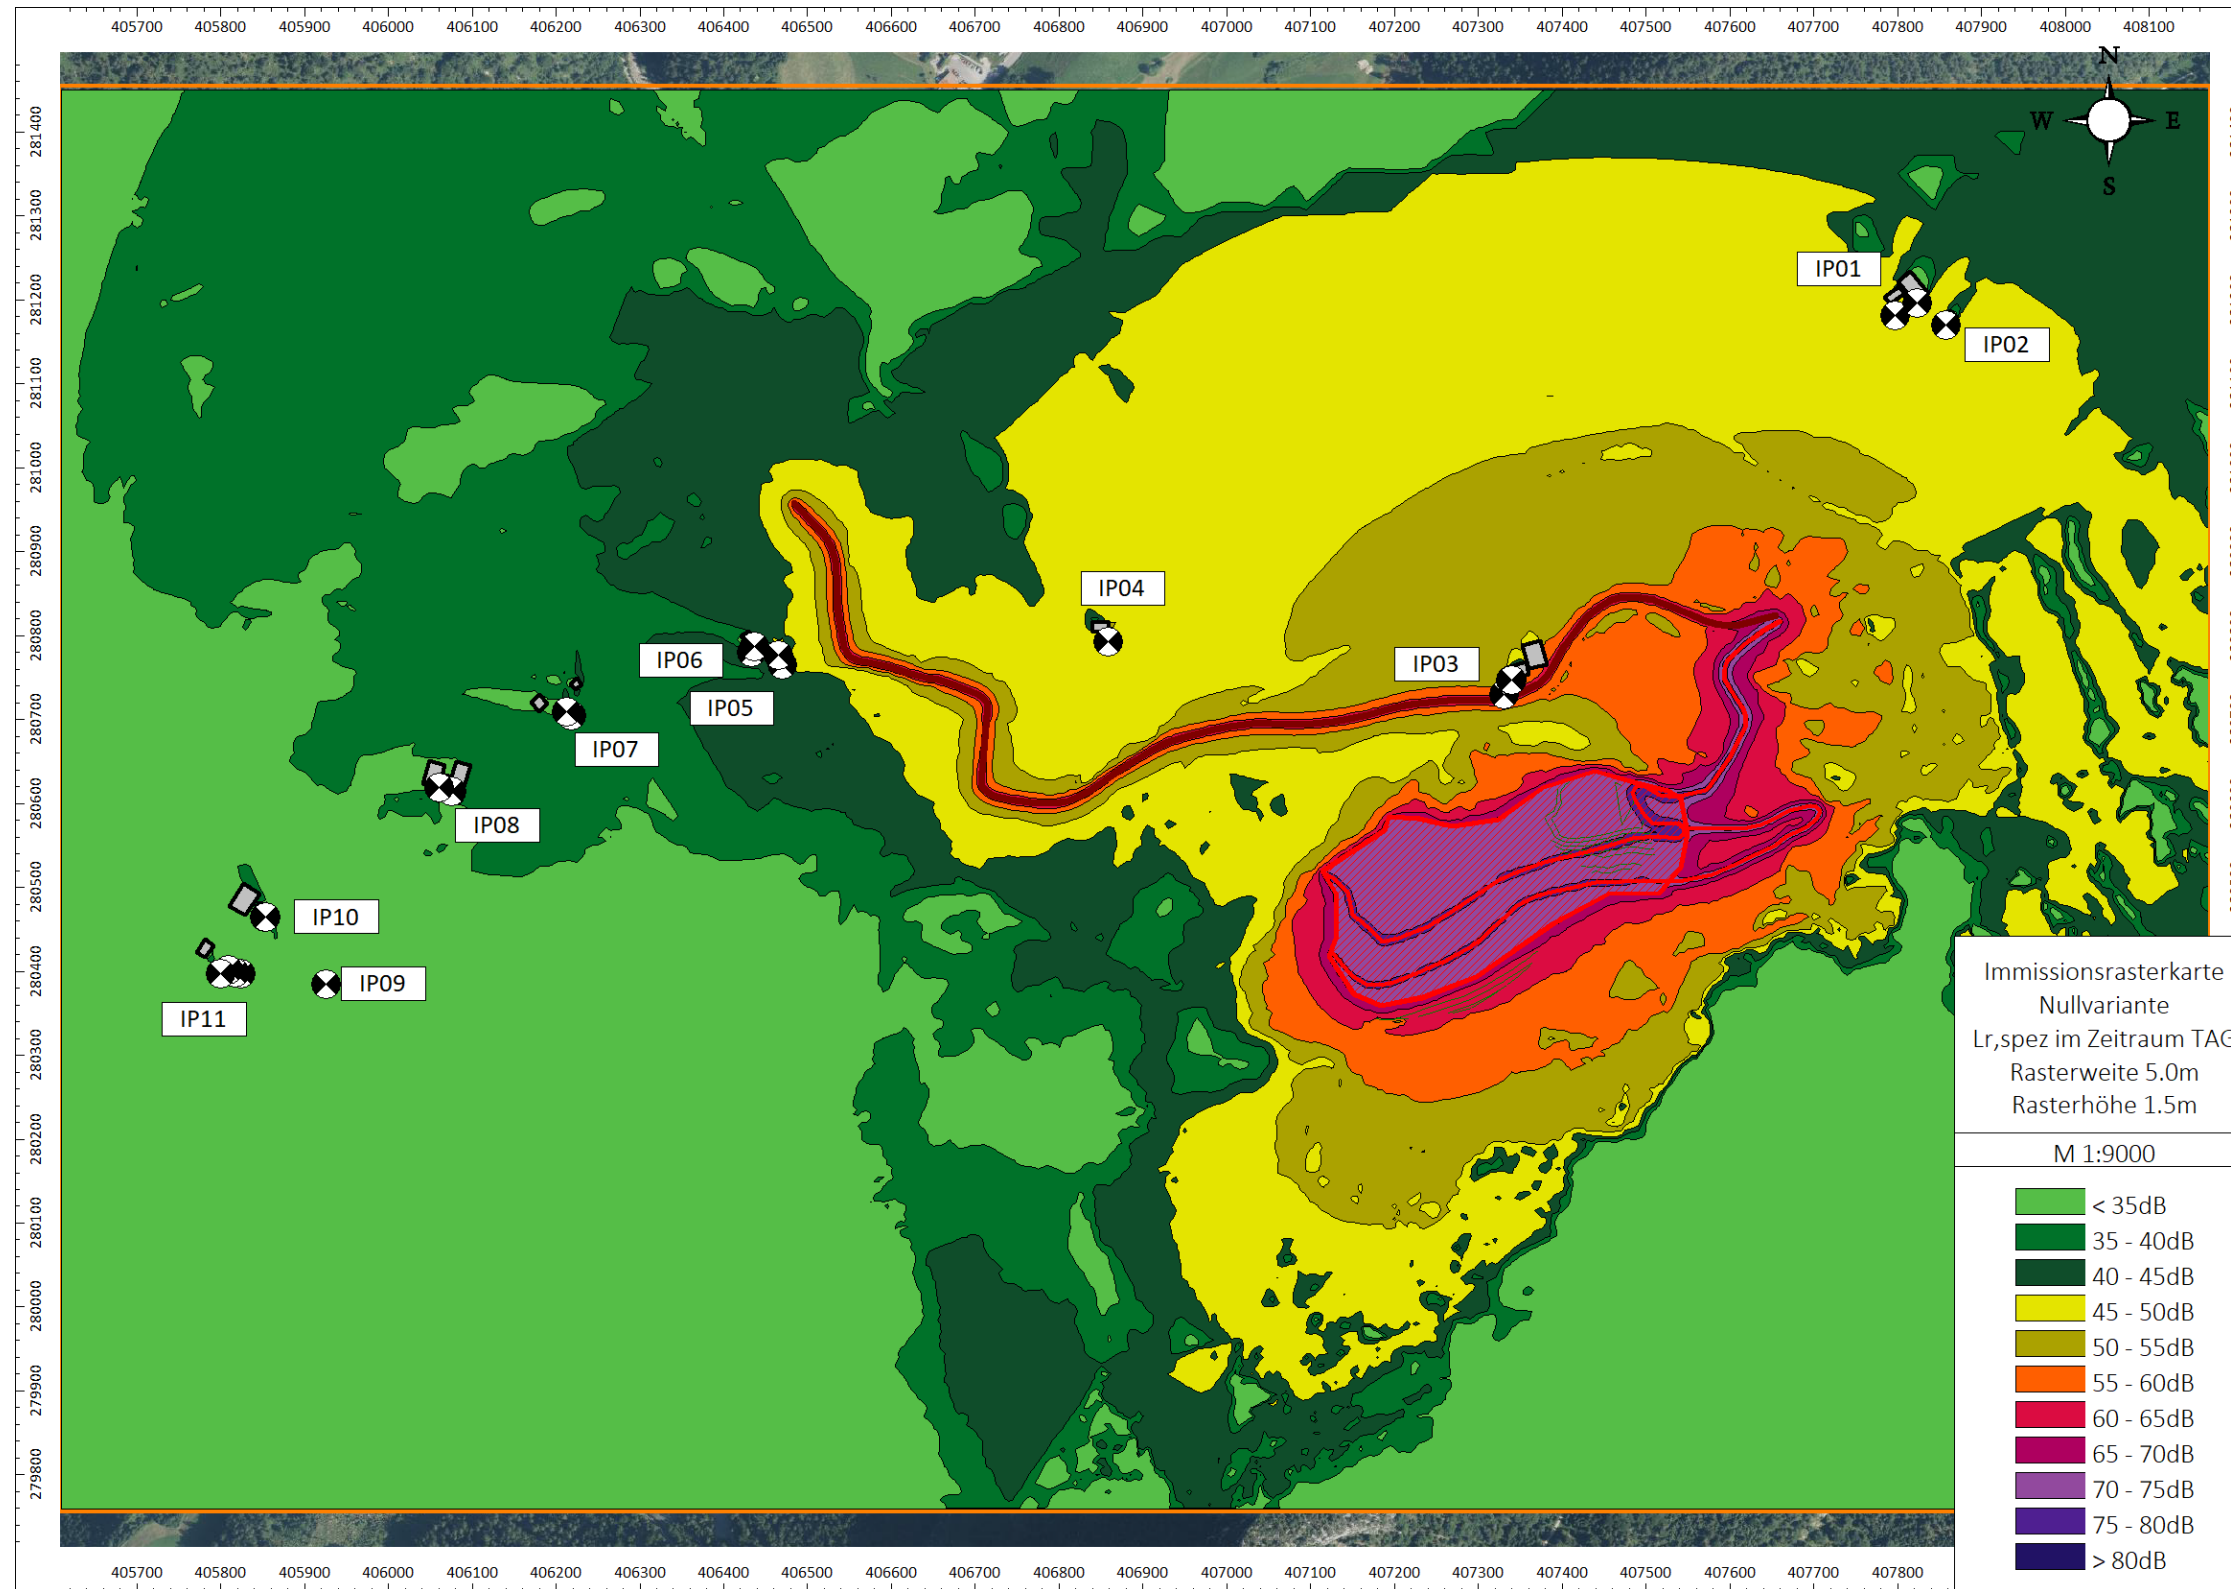 405700 405800 405900 406000 406100 406200 406300 406400 406500 406600 406700 406800 406900 407000 407100 407200 407300 407400 407500 407600 407700 407800 407900 408000 408100
N
W E
S
281400
281300
281200
281100
281000
280900
280800
280700
280600
280500
280400
280300
280200
280100
280000
279900
279800
IP01
IP02
IP04
IP03
IP06
IP05
IP07
IP08
IP10
IP09
IP11
Immissionsrasterkarte
Nullvariante
Lr,spez im Zeitraum TAG
Rasterweite 5.0m
Rasterhöhe 1.5m
M 1:9000
< 35dB
35 - 40dB
40 - 45dB
45 - 50dB
50 - 55dB
55 - 60dB
60 - 65dB
65 - 70dB
70 - 75dB
75 - 80dB
> 80dB
405700 405800 405900 406000 406100 406200 406300 406400 406500 406600 406700 406800 406900 407000 407100 407200 407300 407400 407500 407600 407700 407800